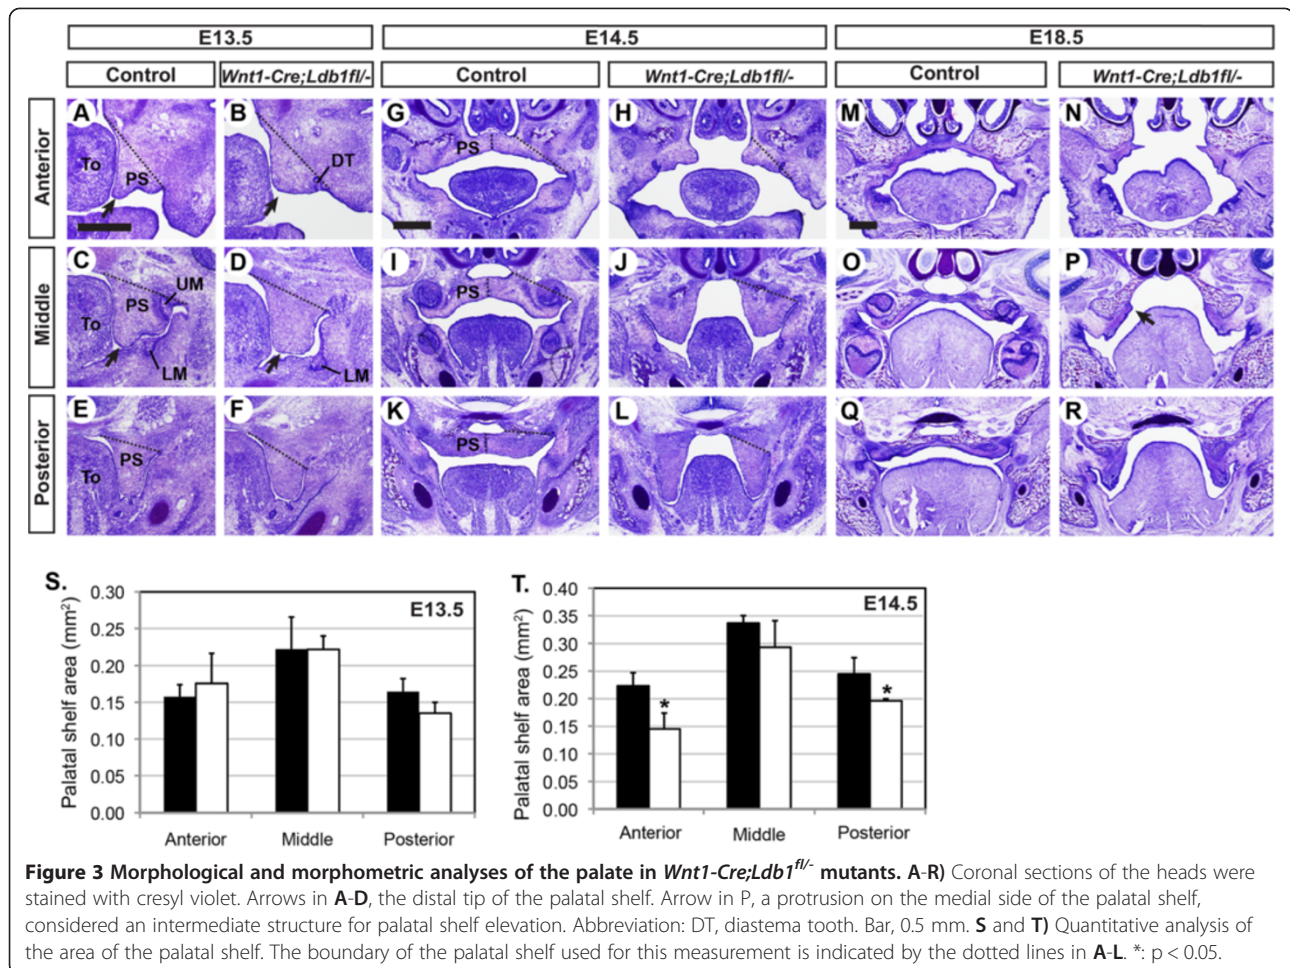 E13.5 E14.5 E18.5
Control Wnt1-Cre;Ldb1fl/- Control Wnt1-Cre;Ldb1fl/- Control Wnt1-Cre;Ldb1fl/-
Anterior
A To PS B DT G PS H M N
Middle
C PS UM To LM D LM I PS J O P
Posterior
E PS To F K PS L Q R
S.
E13.5
Palatal shelf area (mm²)
0.30
0.25
0.20
0.15
0.10
0.05
0.00
Anterior Middle Posterior
T.
E14.5
Palatal shelf area (mm²)
0.40
0.35
0.30
0.25
0.20
0.15
0.10
0.05
0.00
* *
Anterior Middle Posterior
Figure 3 Morphological and morphometric analyses of the palate in Wnt1-Cre;Ldb1fl/- mutants. A-R) Coronal sections of the heads were
stained with cresyl violet. Arrows in A-D, the distal tip of the palatal shelf. Arrow in P, a protrusion on the medial side of the palatal shelf,
considered an intermediate structure for palatal shelf elevation. Abbreviation: DT, diastema tooth. Bar, 0.5 mm. S and T) Quantitative analysis of
the area of the palatal shelf. The boundary of the palatal shelf used for this measurement is indicated by the dotted lines in A-L. *: p < 0.05.